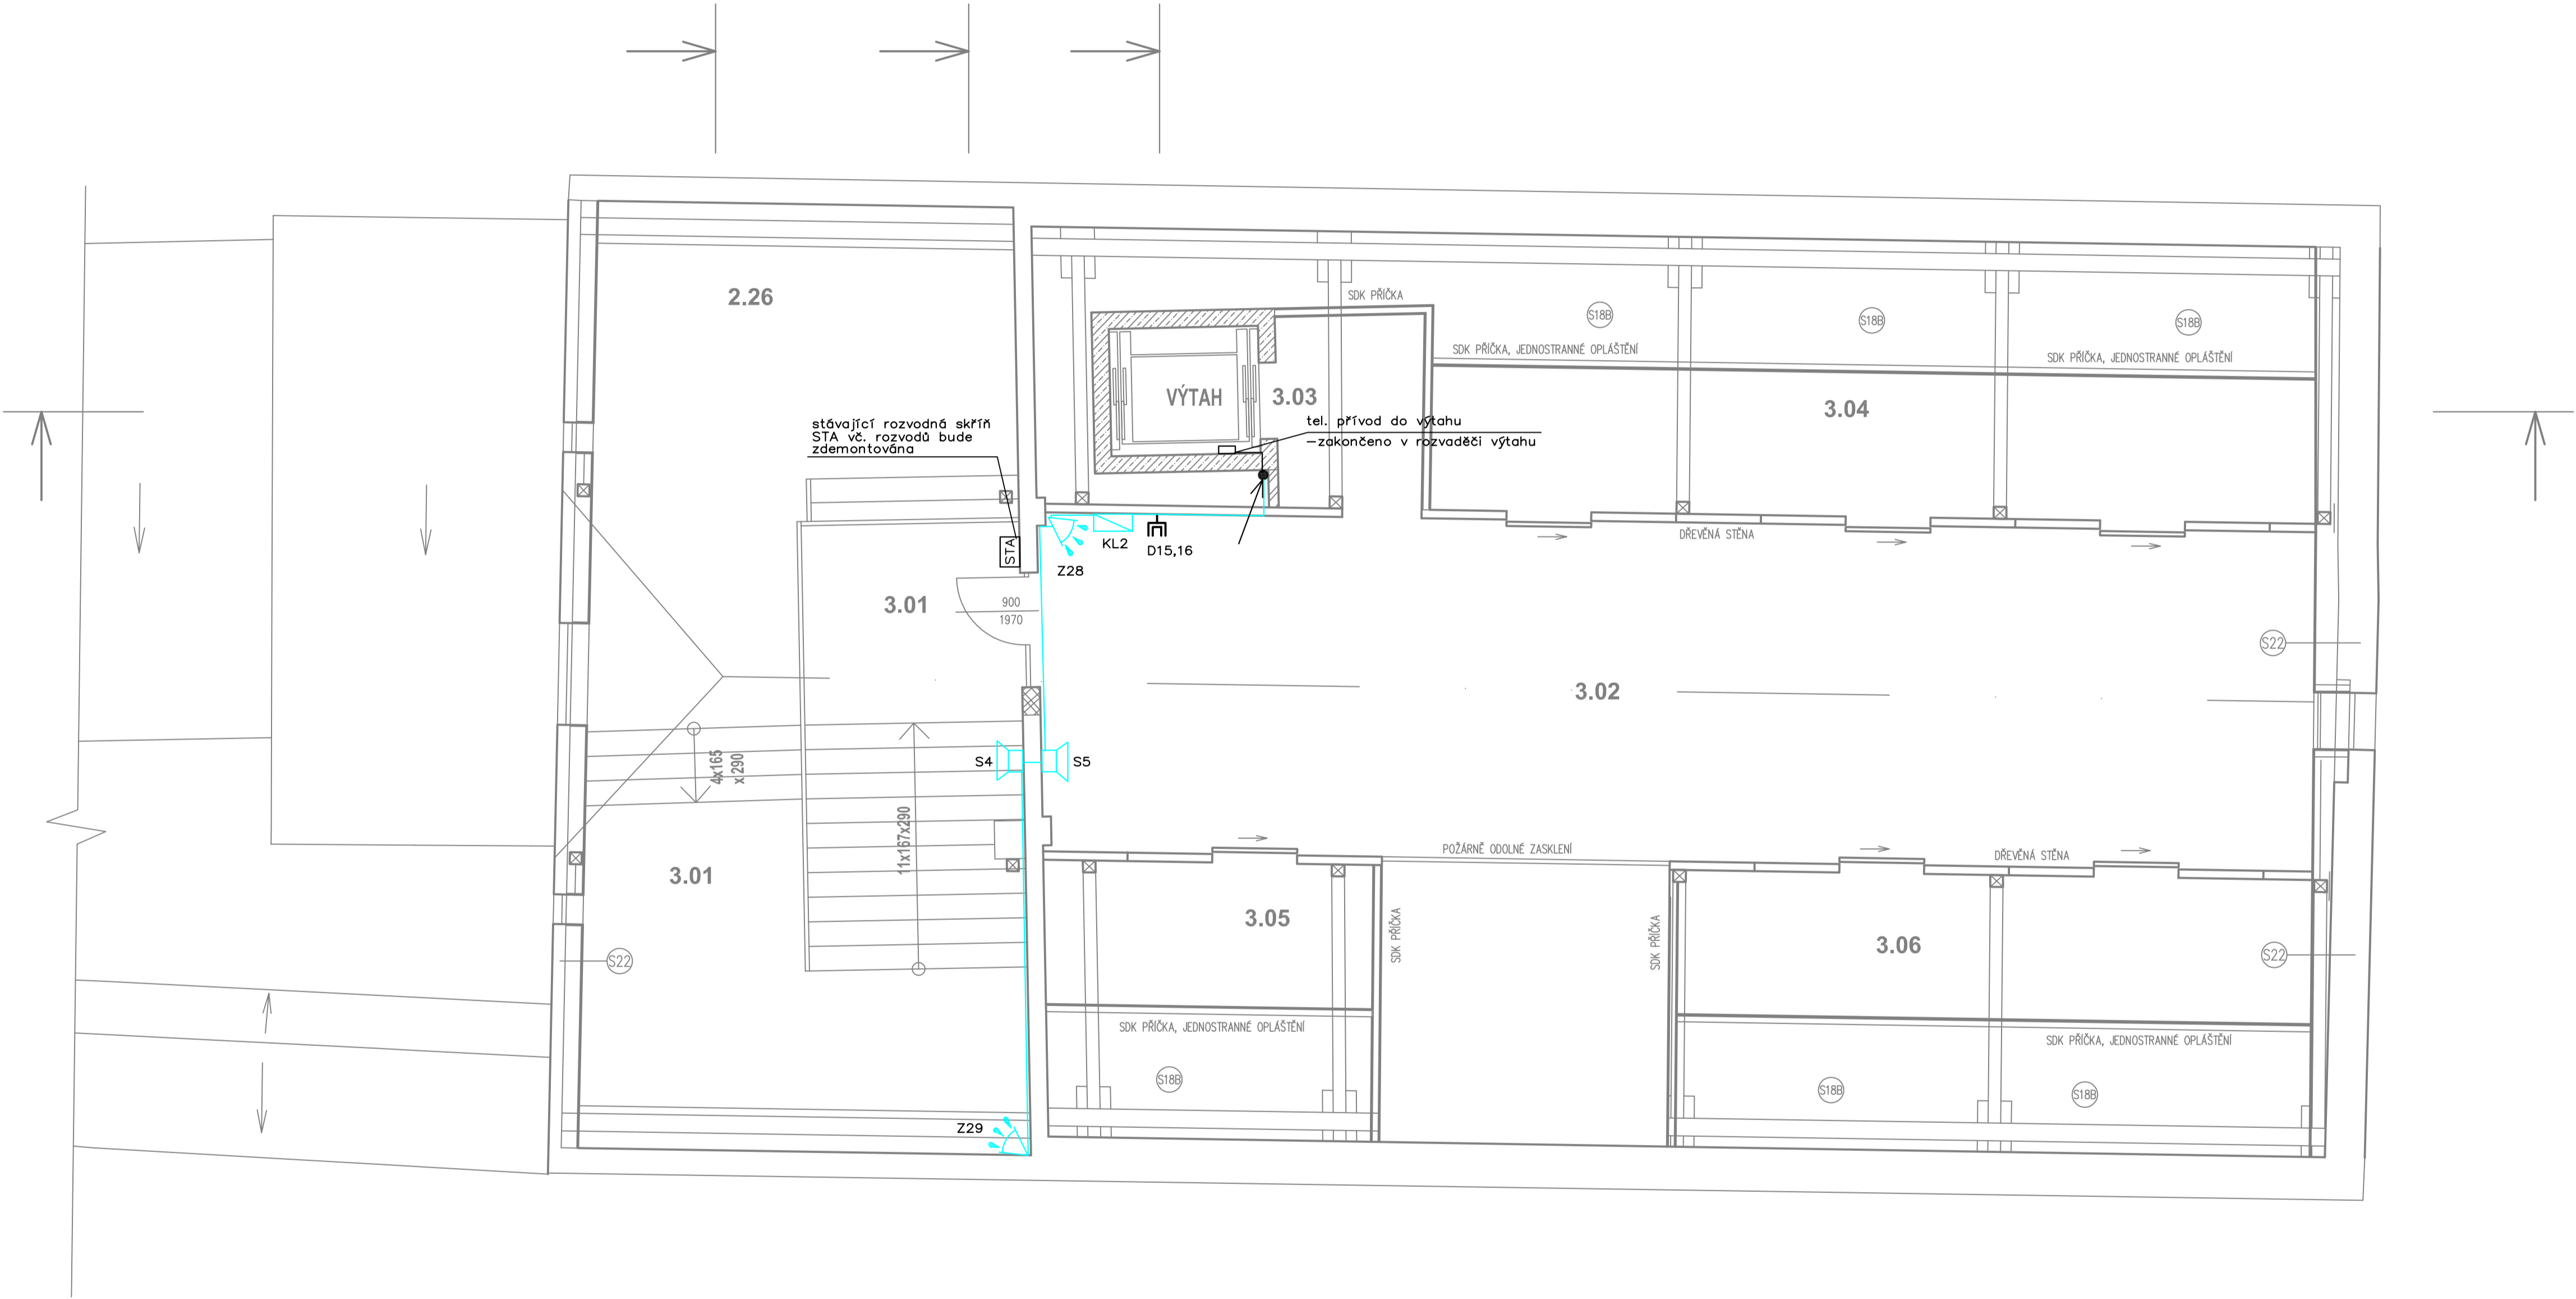 2.26
SDK PŘÍČKA
S18B
S18B
S18B
SDK PŘÍČKA, JEDNOSTRANNÉ OPLÁŠTĚNÍ
SDK PŘÍČKA, JEDNOSTRANNÉ OPLÁŠTĚNÍ
VÝTAH
3.03
3.04
stávající rozvodná skříň
STA vč. rozvodů bude
zdemontována
tel. přívod do výtahu
-zakončeno v rozvaděči výtahu
STA
Z28
KL2
D15,16
DŘEVĚNÁ STĚNA
3.01
900
1970
S22
3.02
4x165
x 290
S4
S5
11x167x290
POŽÁRNĚ ODOLNÉ ZASKLENÍ
DŘEVĚNÁ STĚNA
3.01
3.05
SDK PŘÍČKA
SDK PŘÍČKA
3.06
S22
S22
SDK PŘÍČKA, JEDNOSTRANNÉ OPLÁŠTĚNÍ
SDK PŘÍČKA, JEDNOSTRANNÉ OPLÁŠTĚNÍ
S18B
S18B
S18B
Z29